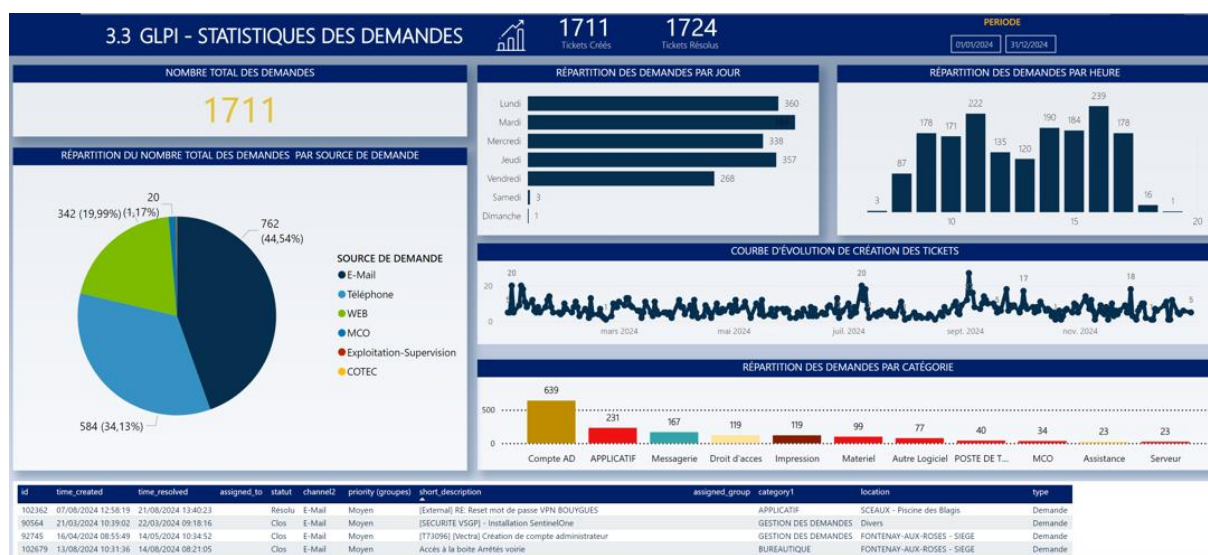 3.3 GLPI - STATISTIQUES DES DEMANDES
1711
Tickets Créés
1724
Tickets Résolus
PERIODE
01/01/2024 31/12/2024
NOMBRE TOTAL DES DEMANDES
1711
RÉPARTITION DU NOMBRE TOTAL DES DEMANDES PAR SOURCE DE DEMANDE
20
(1,17%)
342 (19,99%)
762
(44,54%)
584 (34,13%)
SOURCE DE DEMANDE
E-Mail
Téléphone
WEB
MCO
Exploitation-Supervision
COTEC
RÉPARTITION DES DEMANDES PAR JOUR
Lundi 360
Mardi
Mercredi 338
Jeudi 357
Vendredi 268
Samedi 3
Dimanche 1
RÉPARTITION DES DEMANDES PAR HEURE
3 87 178 171 222 135 120 190 184 239 178 16 1
10 15 20
COURBE D'ÉVOLUTION DE CRÉATION DES TICKETS
20 20 17 18 5
20
0
mars 2024 mai 2024 juil. 2024 sept. 2024 nov. 2024
RÉPARTITION DES DEMANDES PAR CATÉGORIE
500
0
639 231 167 119 119 99 77 40 34 23 23
Compte AD APPLICATIF Messagerie Droit d'acces Impression Materiel Autre Logiciel POSTE DE T... MCO Assistance Serveur
id time_created time_resolved assigned_to statut channel2 priority (groupes) short_description assigned_group category1 location type
102362 07/08/2024 12:58:19 21/08/2024 13:40:23 Resolu E-Mail Moyen [External] RE: Reset mot de passe VPN BOUYGUES APPLICATIF SCEAUX - Piscine des Blagis Demande
90564 21/03/2024 10:39:02 22/03/2024 09:18:16 Clos E-Mail Moyen [SECURITE VSGP] - Installation SentinelOne GESTION DES DEMANDES Divers Demande
92745 16/04/2024 08:55:49 14/05/2024 10:34:52 Clos E-Mail Moyen [T73096] [Vectra] Création de compte administrateur GESTION DES DEMANDES FONTENAY-AUX-ROSES - SIEGE Demande
102679 13/08/2024 10:31:36 14/08/2024 08:21:05 Clos E-Mail Moyen Accès à la boite Arrétés voirie BUREAUTIQUE FONTENAY-AUX-ROSES - SIEGE Demande